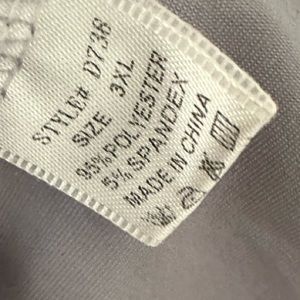 STYLE# D738
SIZE 3XL
95% POLYESTER
5% SPANDEX
MADE IN CHINA